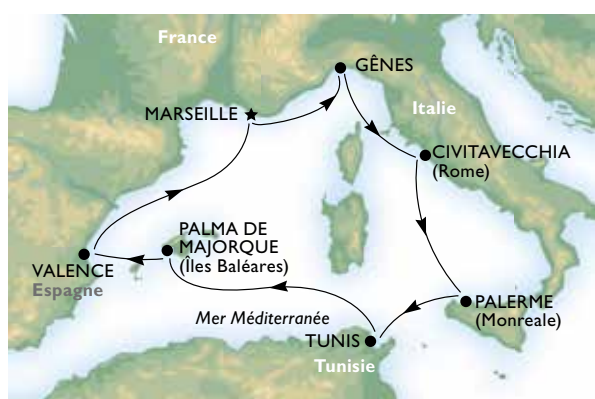 France
GÊNES
MARSEILLE
Italie
CIVITAVECCHIA
(Rome)
PALMA DE
MAJORQUE
(Îles Baléares)
VALENCE
Espagne
PALERME
(Monreale)
Mer Méditerranée
TUNIS
Tunisie